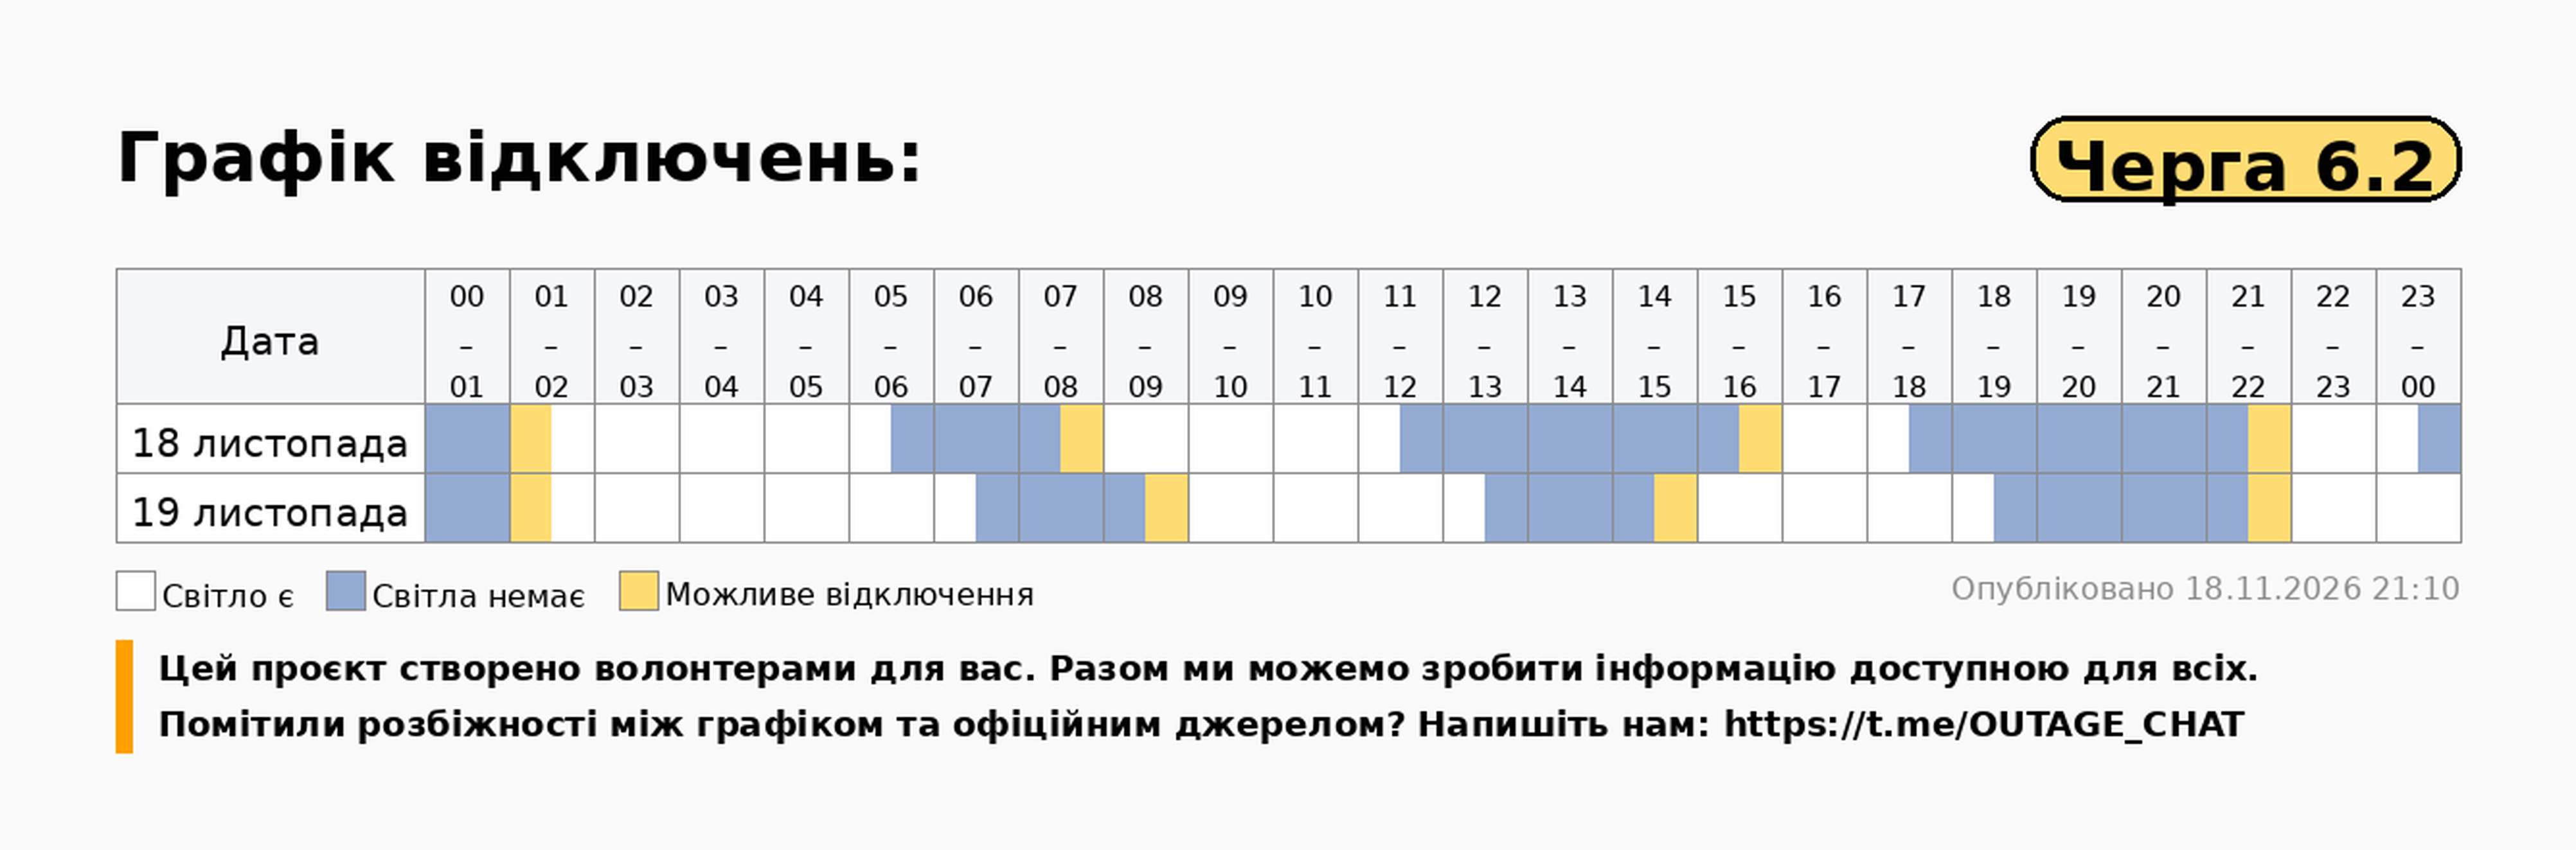 Графік відключень:
Черга 6.2
Дата
00 – 01
01 – 02
02 – 03
03 – 04
04 – 05
05 – 06
06 – 07
07 – 08
08 – 09
09 – 10
10 – 11
11 – 12
12 – 13
13 – 14
14 – 15
15 – 16
16 – 17
17 – 18
18 – 19
19 – 20
20 – 21
21 – 22
22 – 23
23 – 00
18 листопада
19 листопада
Світло є
Світла немає
Можливе відключення
Опубліковано 18.11.2026 21:10
Цей проєкт створено волонтерами для вас. Разом ми можемо зробити інформацію доступною для всіх.
Помітили розбіжності між графіком та офіційним джерелом? Напишіть нам: https://t.me/OUTAGE_CHAT